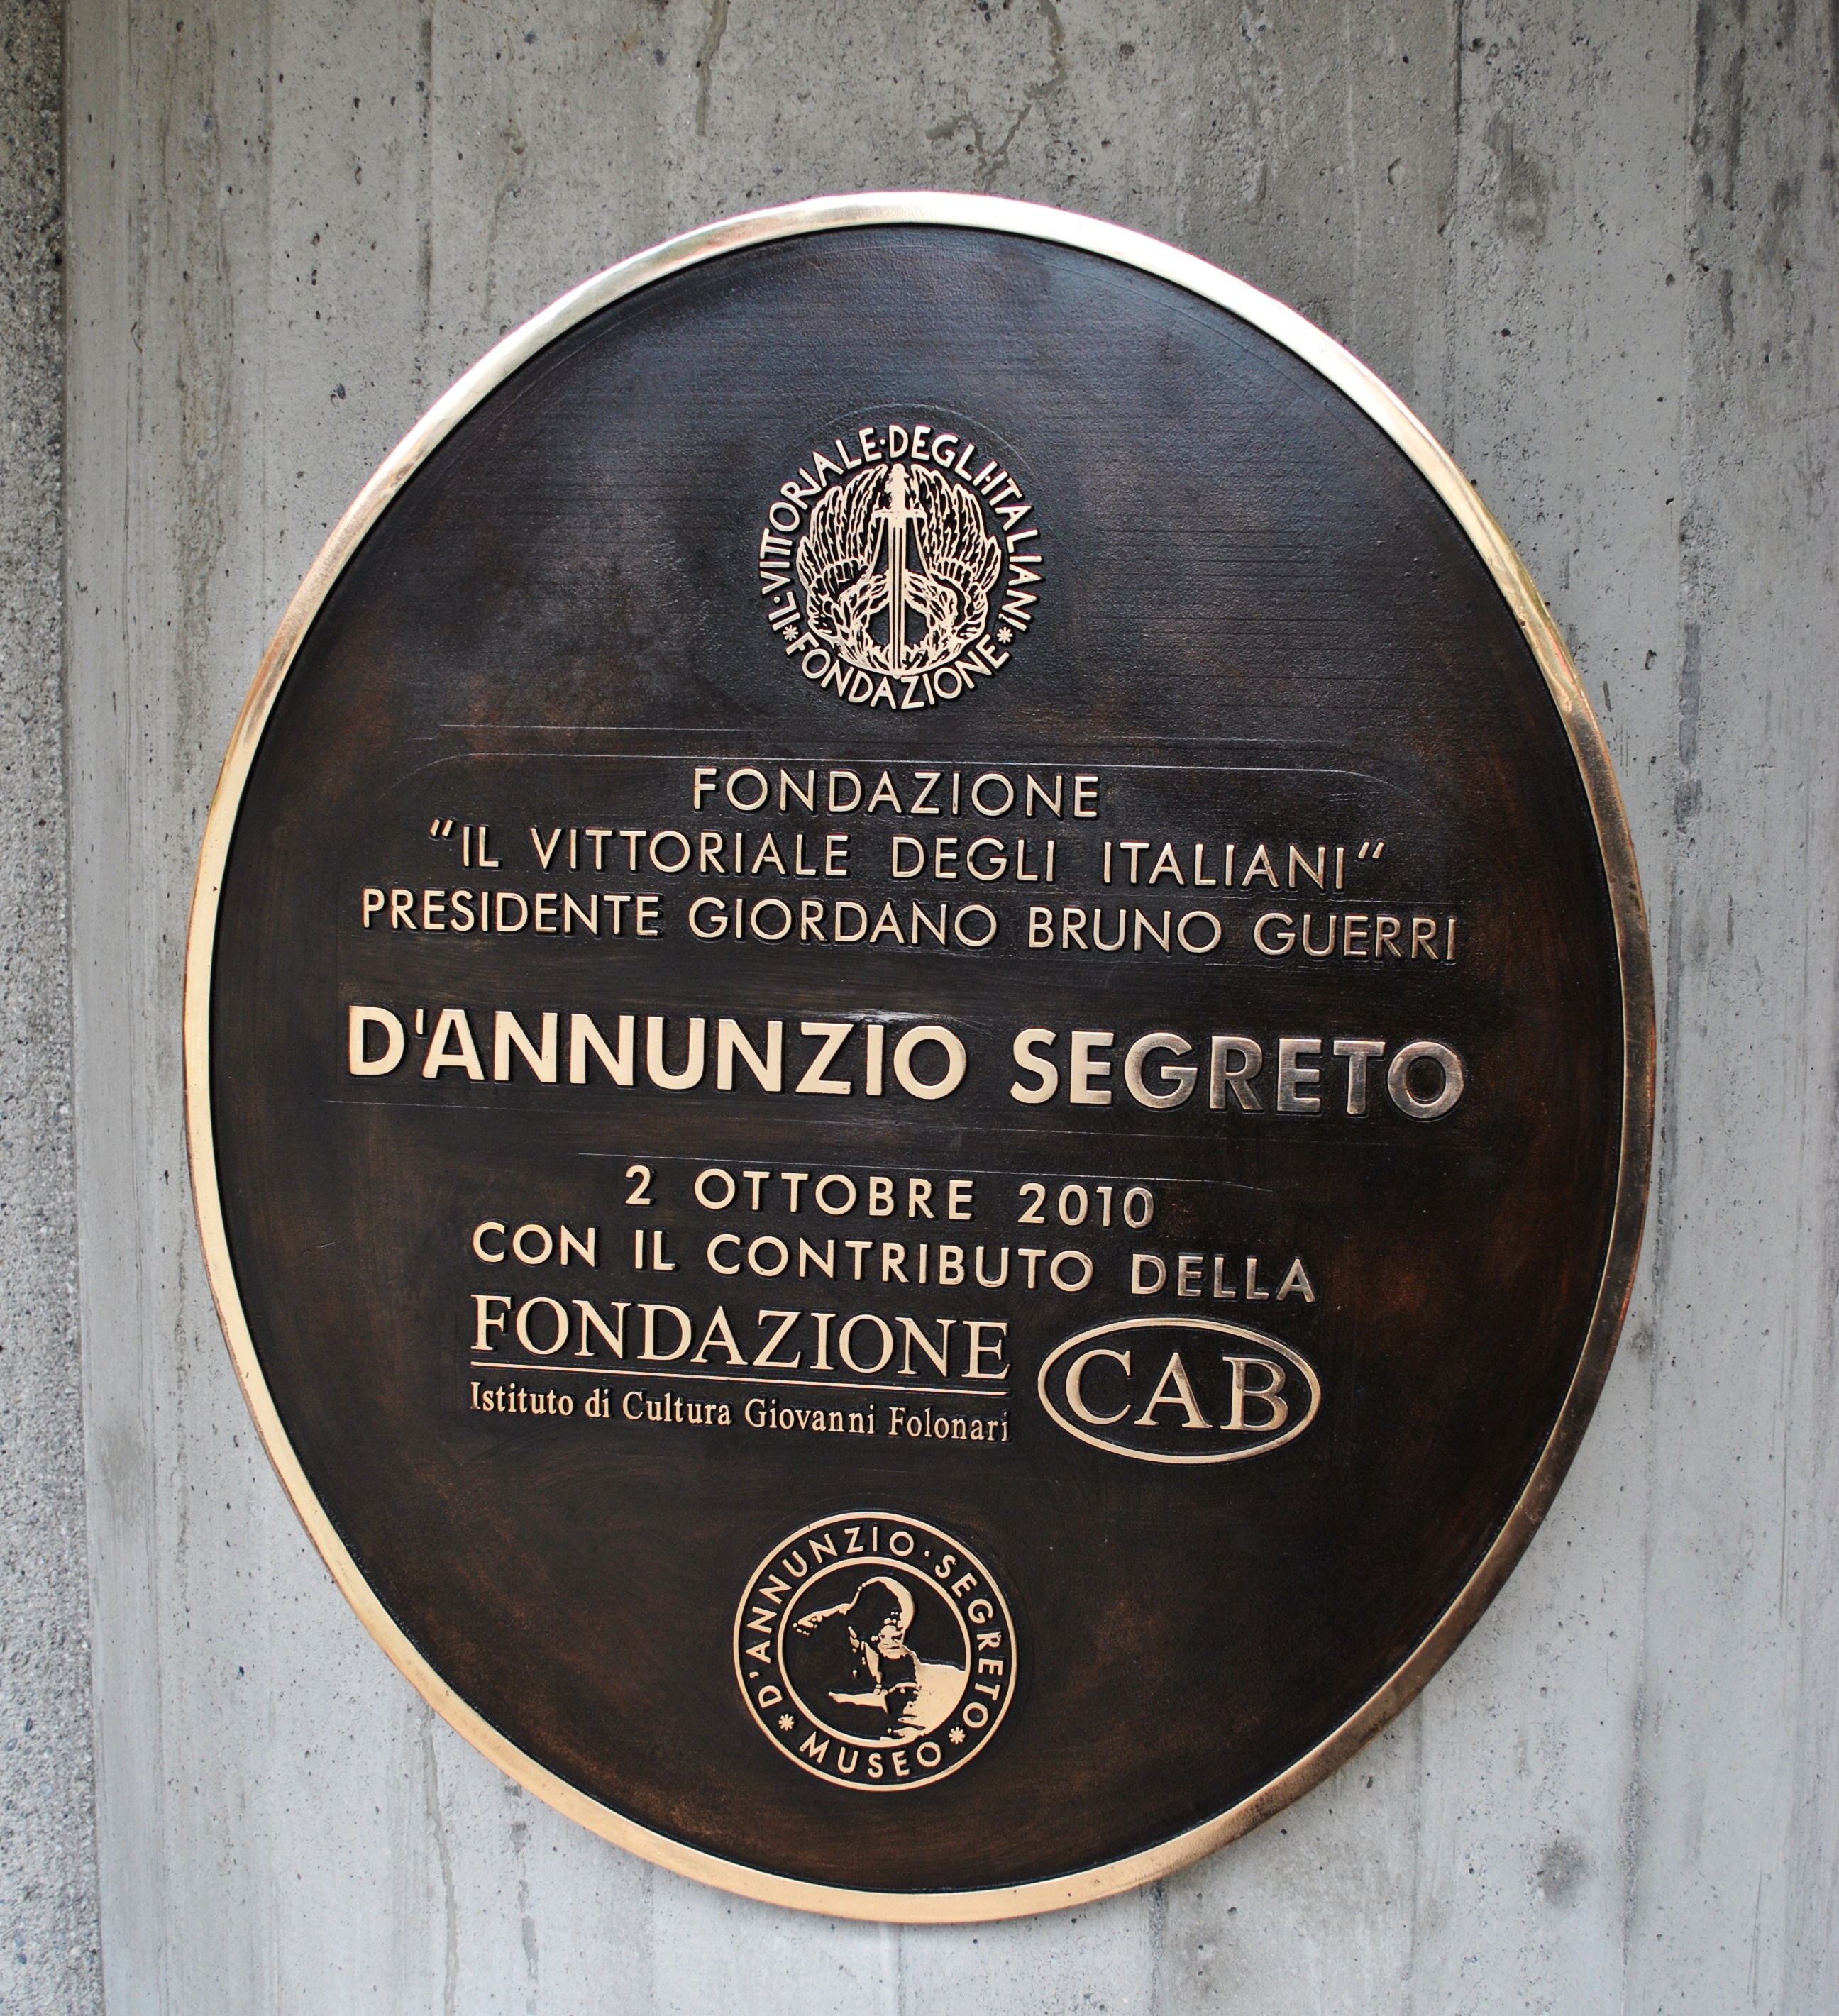 IL·VITTORIALE·DEGLI·ITALIANI
*FONDAZIONE*
FONDAZIONE
"IL VITTORIALE DEGLI ITALIANI"
PRESIDENTE GIORDANO BRUNO GUERRI
D'ANNUNZIO SEGRETO
2 OTTOBRE 2010
CON IL CONTRIBUTO DELLA
FONDAZIONE CAB
Istituto di Cultura Giovanni Folonari
D'ANNUNZIO·SEGRETO
*MUSEO*